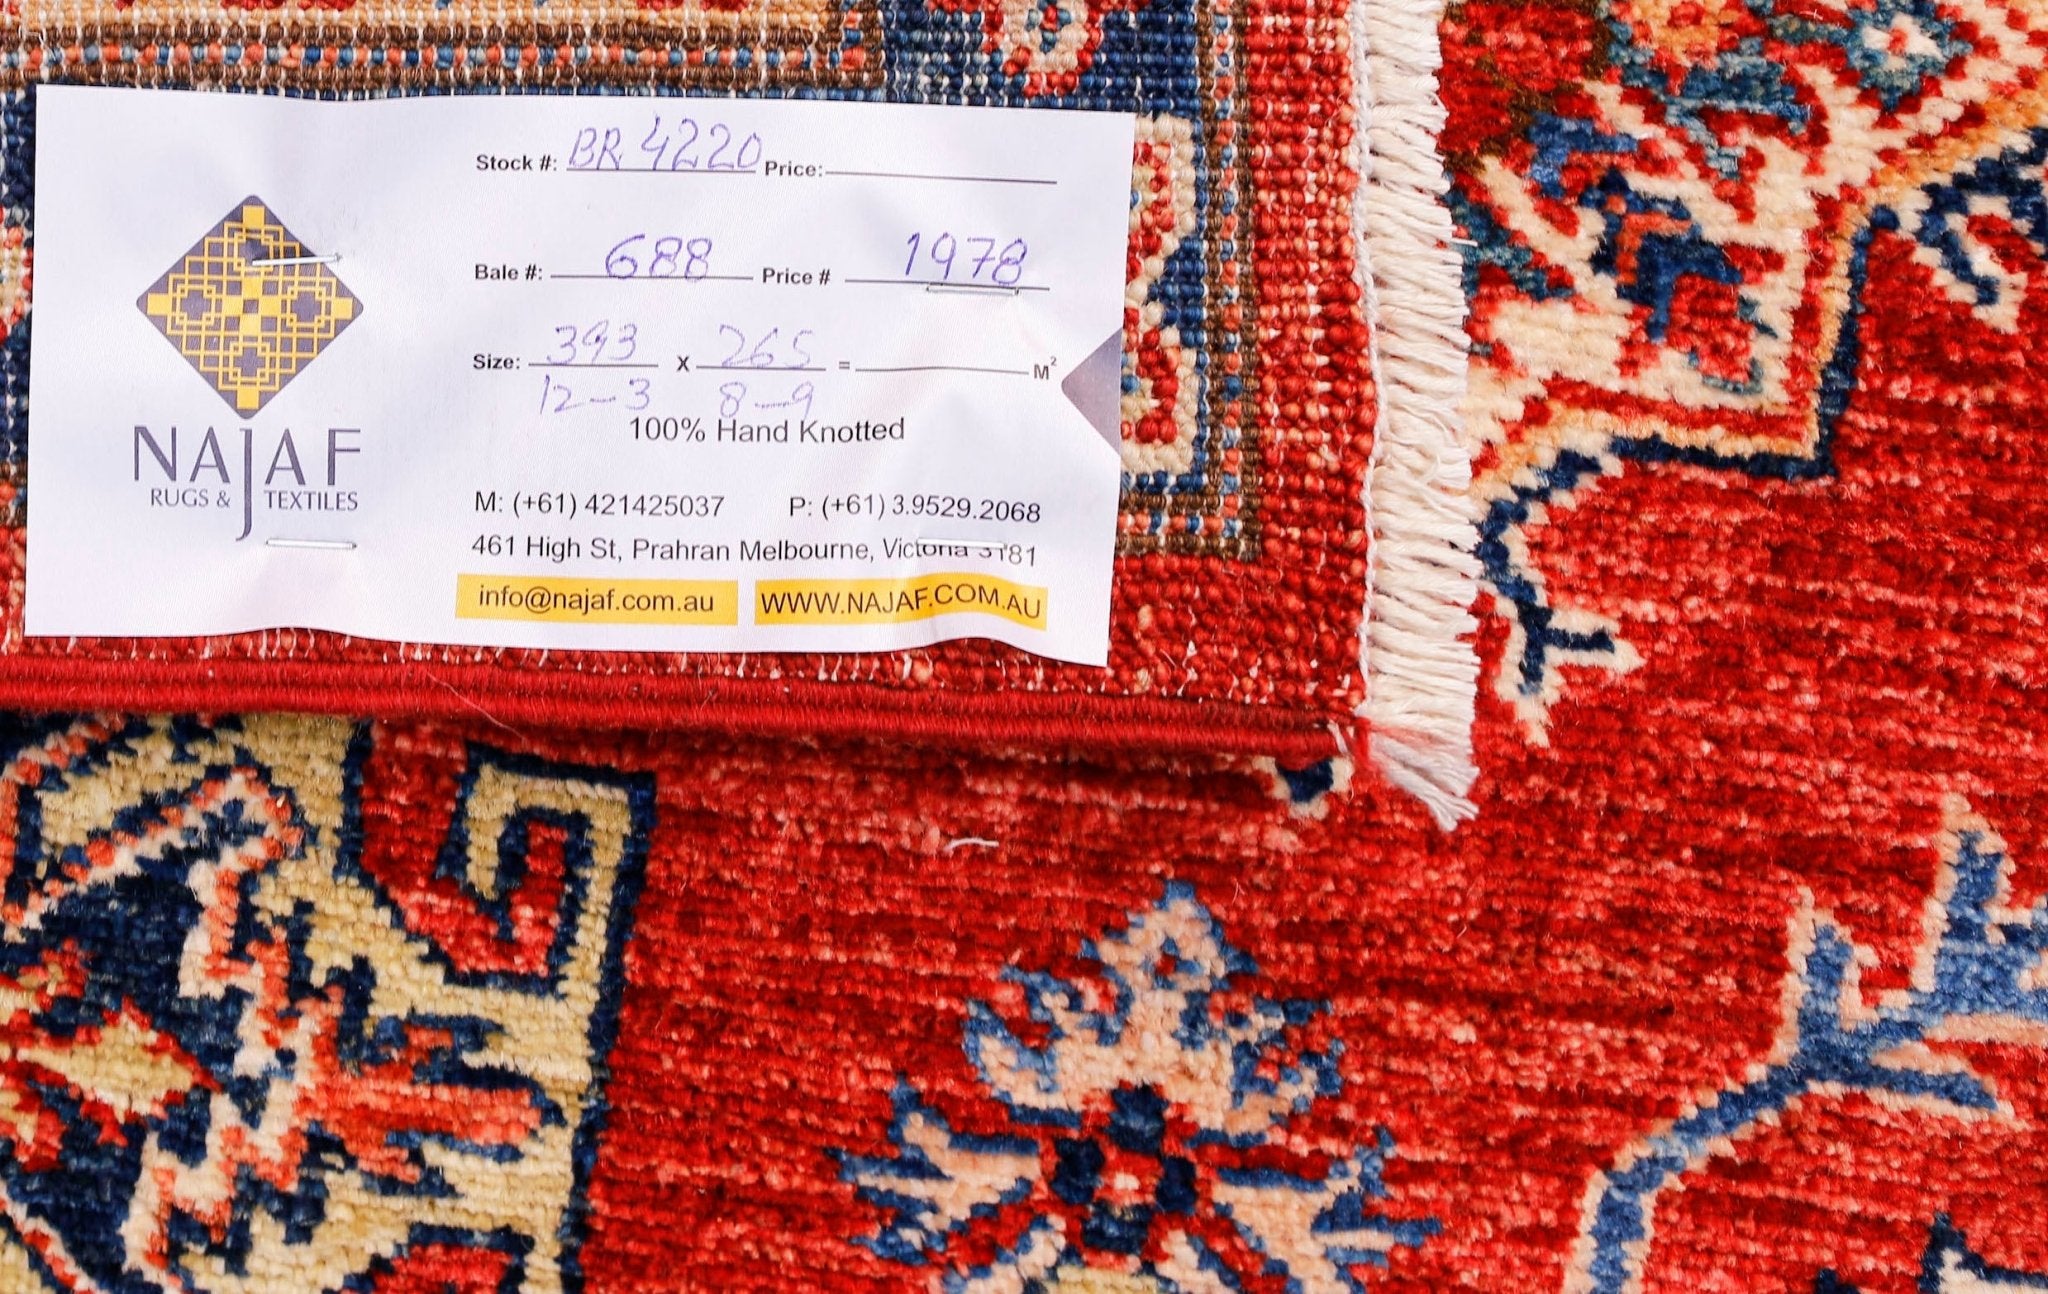 Stock #: BR 4220 Price:
Bale #: 688 Price # 1978
Size: 393 x 265 = M²
12-3 8-9
100% Hand Knotted
NAJAF
RUGS & TEXTILES
M: (+61) 421425037 P: (+61) 3.9529.2068
461 High St, Prahran Melbourne, Victoria 3181
info@najaf.com.au WWW.NAJAF.COM.AU